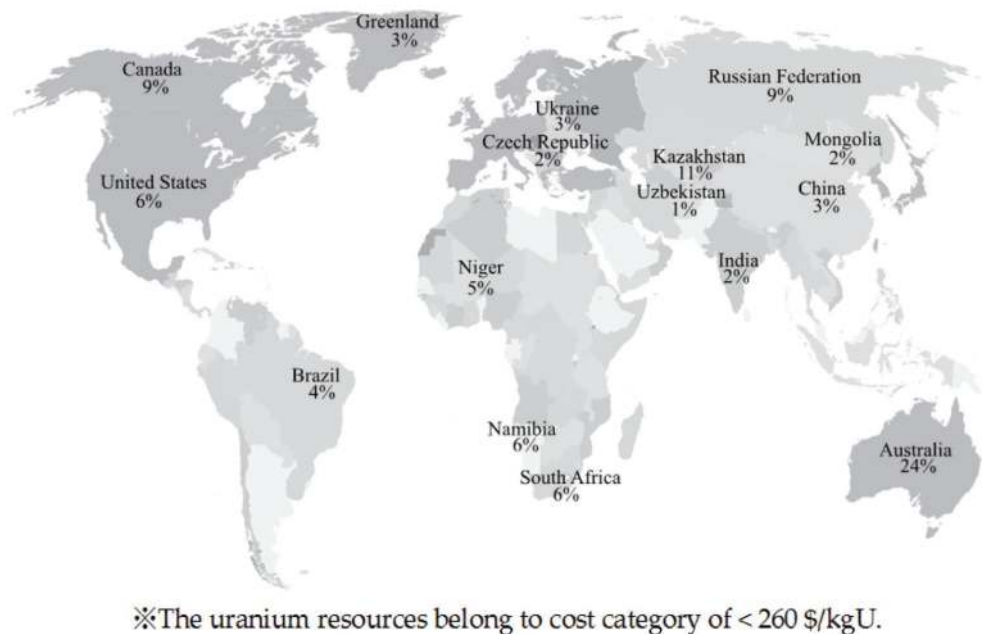 Greenland
3%
Canada
9%
Russian Federation
9%
Ukraine
3%
Czech Republic
2%
Mongolia
2%
Kazakhstan
11%
United States
6%
Uzbekistan
1%
China
3%
India
2%
Niger
5%
Brazil
4%
Namibia
6%
Australia
24%
South Africa
6%
※The uranium resources belong to cost category of < 260 $/kgU.